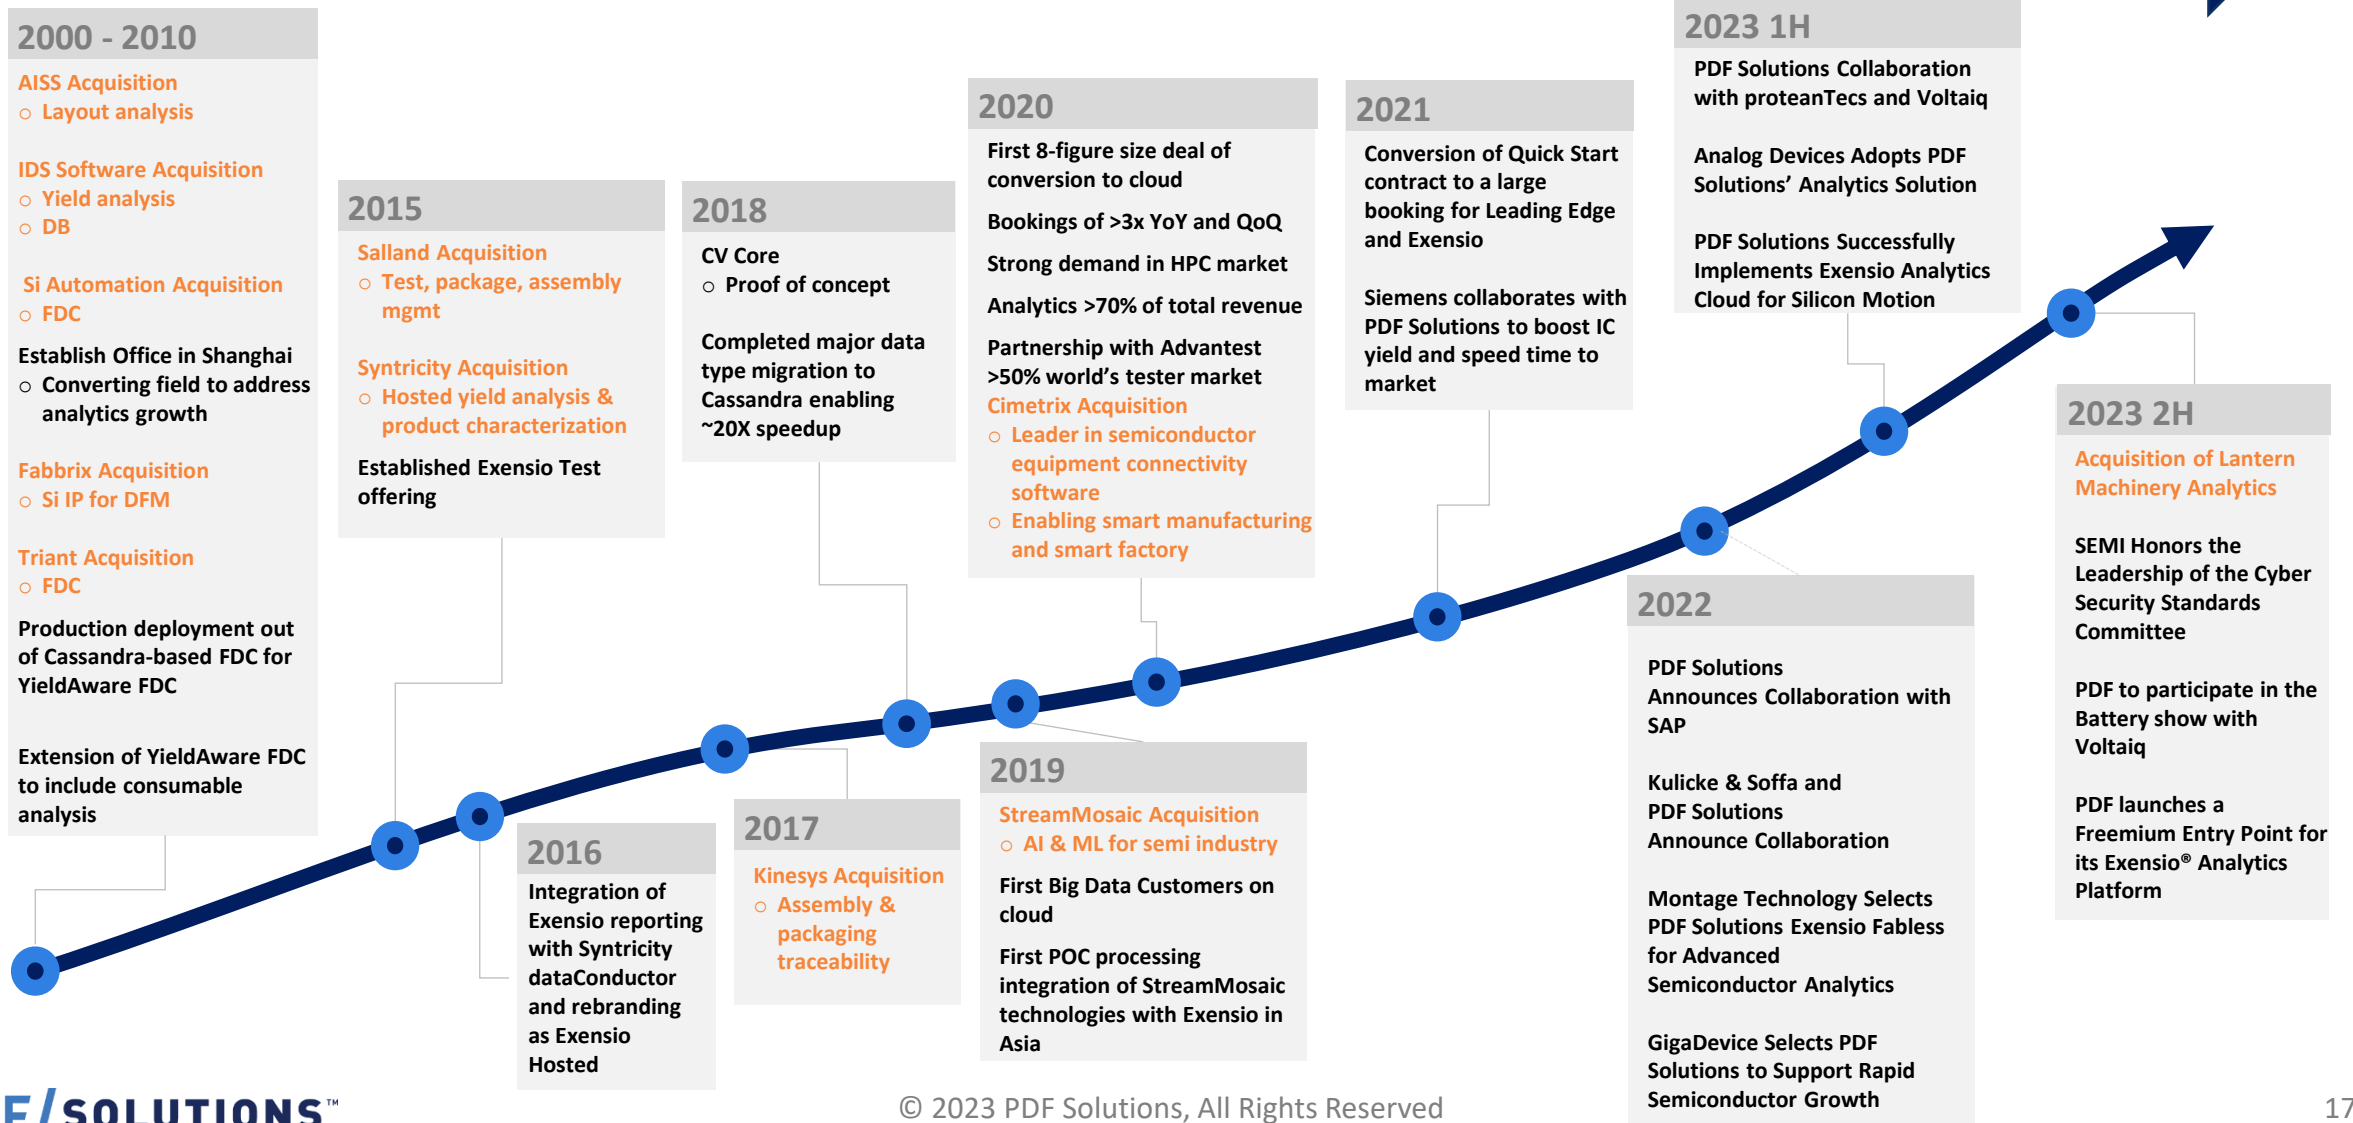 2000 - 2010
AISS Acquisition
o Layout analysis
IDS Software Acquisition
o Yield analysis
o DB
Si Automation Acquisition
o FDC
Establish Office in Shanghai
o Converting field to address
analytics growth
Fabbrix Acquisition
o Si IP for DFM
Triant Acquisition
o FDC
Production deployment out
of Cassandra-based FDC for
YieldAware FDC
Extension of YieldAware FDC
to include consumable
analysis
2015
Salland Acquisition
o Test, package, assembly
mgmt
Syntricity Acquisition
o Hosted yield analysis &
product characterization
Established Exensio Test
offering
2016
Integration of
Exensio reporting
with Syntricity
dataConductor
and rebranding
as Exensio
Hosted
2017
Kinesys Acquisition
o Assembly &
packaging
traceability
2018
CV Core
o Proof of concept
Completed major data
type migration to
Cassandra enabling
~20X speedup
2019
StreamMosaic Acquisition
o AI & ML for semi industry
First Big Data Customers on
cloud
First POC processing
integration of StreamMosaic
technologies with Exensio in
Asia
2020
First 8-figure size deal of
conversion to cloud
Bookings of >3x YoY and QoQ
Strong demand in HPC market
Analytics >70% of total revenue
Partnership with Advantest
>50% world's tester market
Cimetrix Acquisition
o Leader in semiconductor
equipment connectivity
software
o Enabling smart manufacturing
and smart factory
2021
Conversion of Quick Start
contract to a large
booking for Leading Edge
and Exensio
Siemens collaborates with
PDF Solutions to boost IC
yield and speed time to
market
2022
PDF Solutions
Announces Collaboration with
SAP
Kulicke & Soffa and
PDF Solutions
Announce Collaboration
Montage Technology Selects
PDF Solutions Exensio Fabless
for Advanced
Semiconductor Analytics
GigaDevice Selects PDF
Solutions to Support Rapid
Semiconductor Growth
2023 1H
PDF Solutions Collaboration
with proteanTecs and Voltaiq
Analog Devices Adopts PDF
Solutions' Analytics Solution
PDF Solutions Successfully
Implements Exensio Analytics
Cloud for Silicon Motion
2023 2H
Acquisition of Lantern
Machinery Analytics
SEMI Honors the
Leadership of the Cyber
Security Standards
Committee
PDF to participate in the
Battery show with
Voltaiq
PDF launches a
Freemium Entry Point for
its Exensio® Analytics
Platform
F/SOLUTIONS™
© 2023 PDF Solutions, All Rights Reserved
17